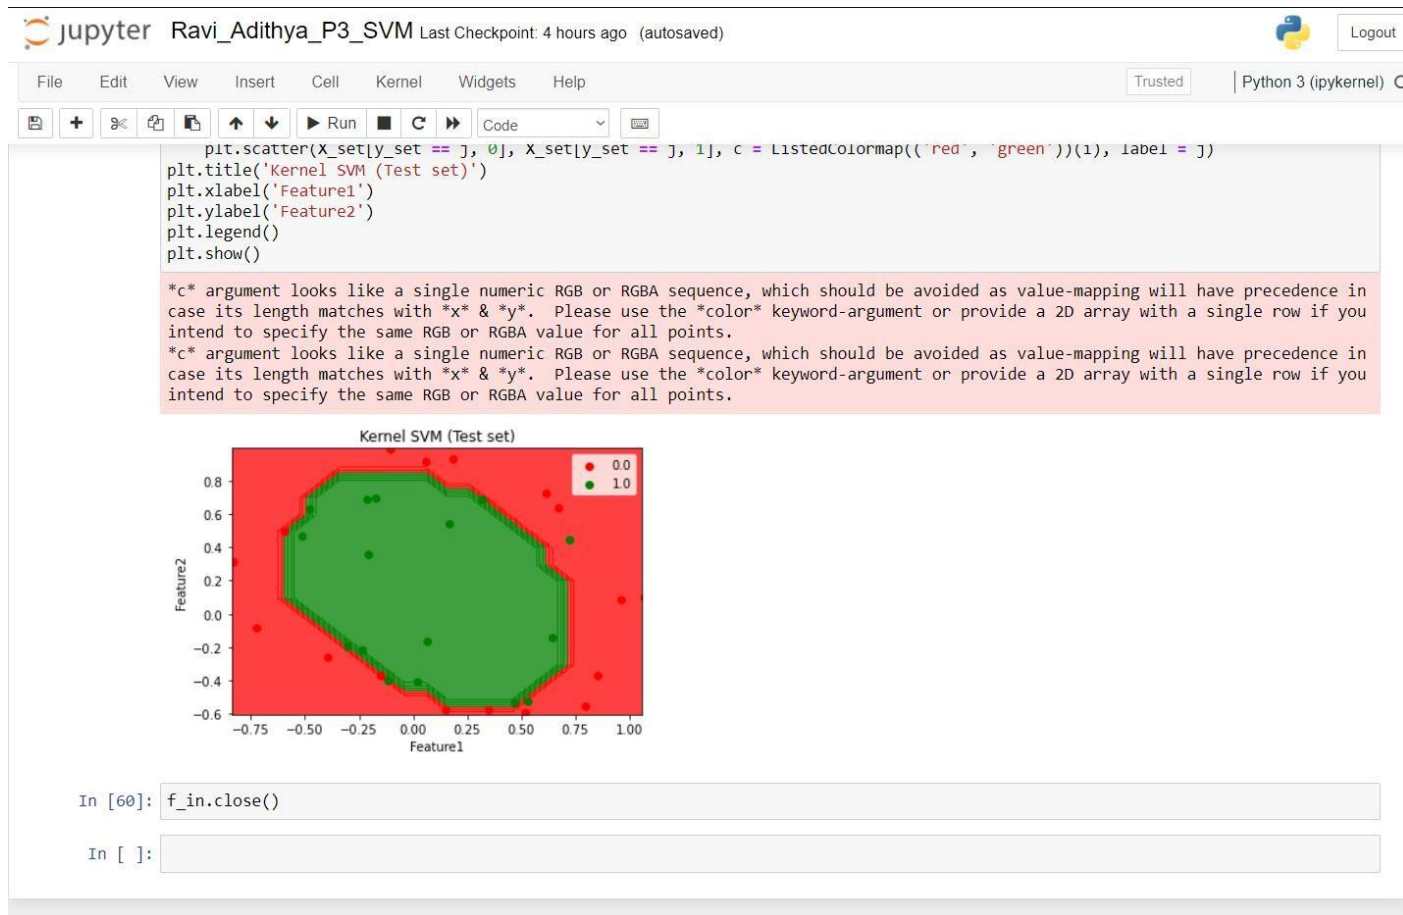 jupyter Ravi_Adithya_P3_SVM Last Checkpoint: 4 hours ago (autosaved) Logout
File Edit View Insert Cell Kernel Widgets Help Trusted Python 3 (ipykernel)
Run Code
plt.scatter(X_set[y_set == j, 0], X_set[y_set == j, 1], c = ListedColormap(('red', 'green'))(i), label = j)
plt.title('Kernel SVM (Test set)')
plt.xlabel('Feature1')
plt.ylabel('Feature2')
plt.legend()
plt.show()
*c* argument looks like a single numeric RGB or RGBA sequence, which should be avoided as value-mapping will have precedence in
case its length matches with *x* & *y*.  Please use the *color* keyword-argument or provide a 2D array with a single row if you
intend to specify the same RGB or RGBA value for all points.
*c* argument looks like a single numeric RGB or RGBA sequence, which should be avoided as value-mapping will have precedence in
case its length matches with *x* & *y*.  Please use the *color* keyword-argument or provide a 2D array with a single row if you
intend to specify the same RGB or RGBA value for all points.
Kernel SVM (Test set)
0.0
1.0
0.8
0.6
0.4
0.2
0.0
−0.2
−0.4
−0.6
Feature2
−0.75 −0.50 −0.25 0.00 0.25 0.50 0.75 1.00
Feature1
In [60]: f_in.close()
In [ ]: